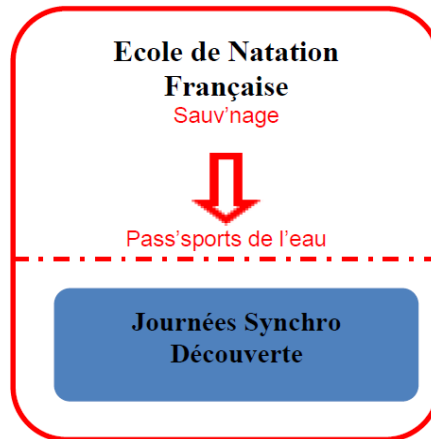 Ecole de Natation
Française
Sauv'nage
Pass'sports de l'eau
Journées Synchro
Découverte